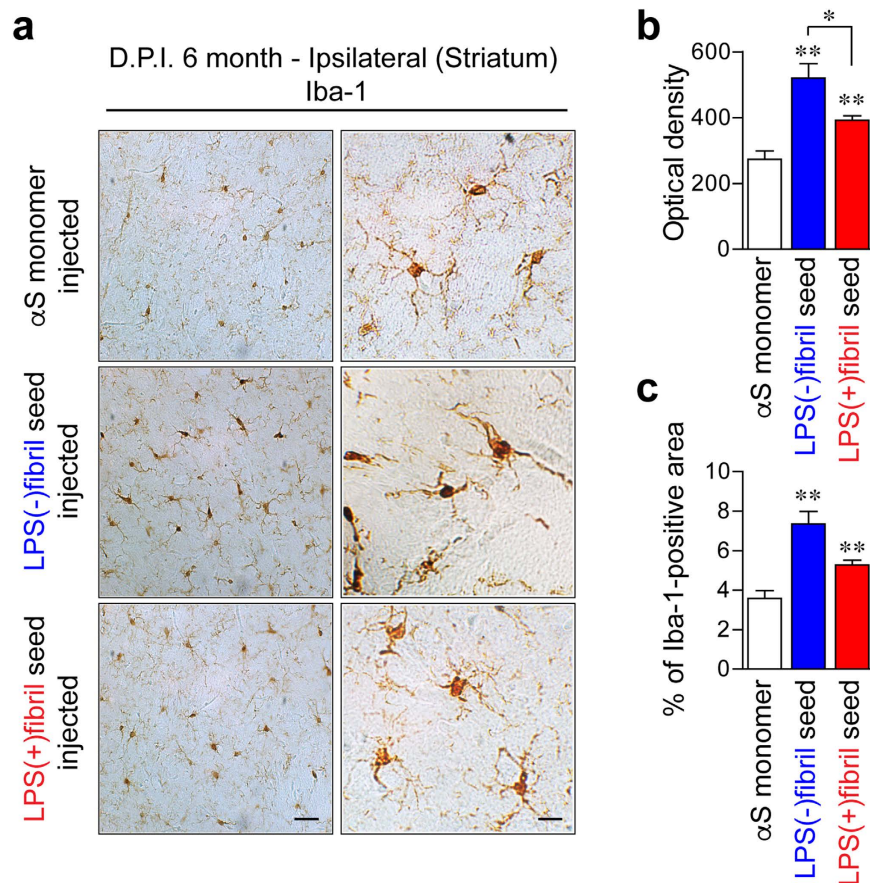 a
D.P.I. 6 month - Ipsilateral (Striatum)
Iba-1
αS monomer
injected
LPS(-)fibril seed
injected
LPS(+)fibril seed
injected
b
Optical density
600
400
200
0
**
*
**
αS monomer
LPS(-)fibril seed
LPS(+)fibril seed
c
% of Iba-1-positive area
10
8
6
4
2
0
**
**
αS monomer
LPS(-)fibril seed
LPS(+)fibril seed